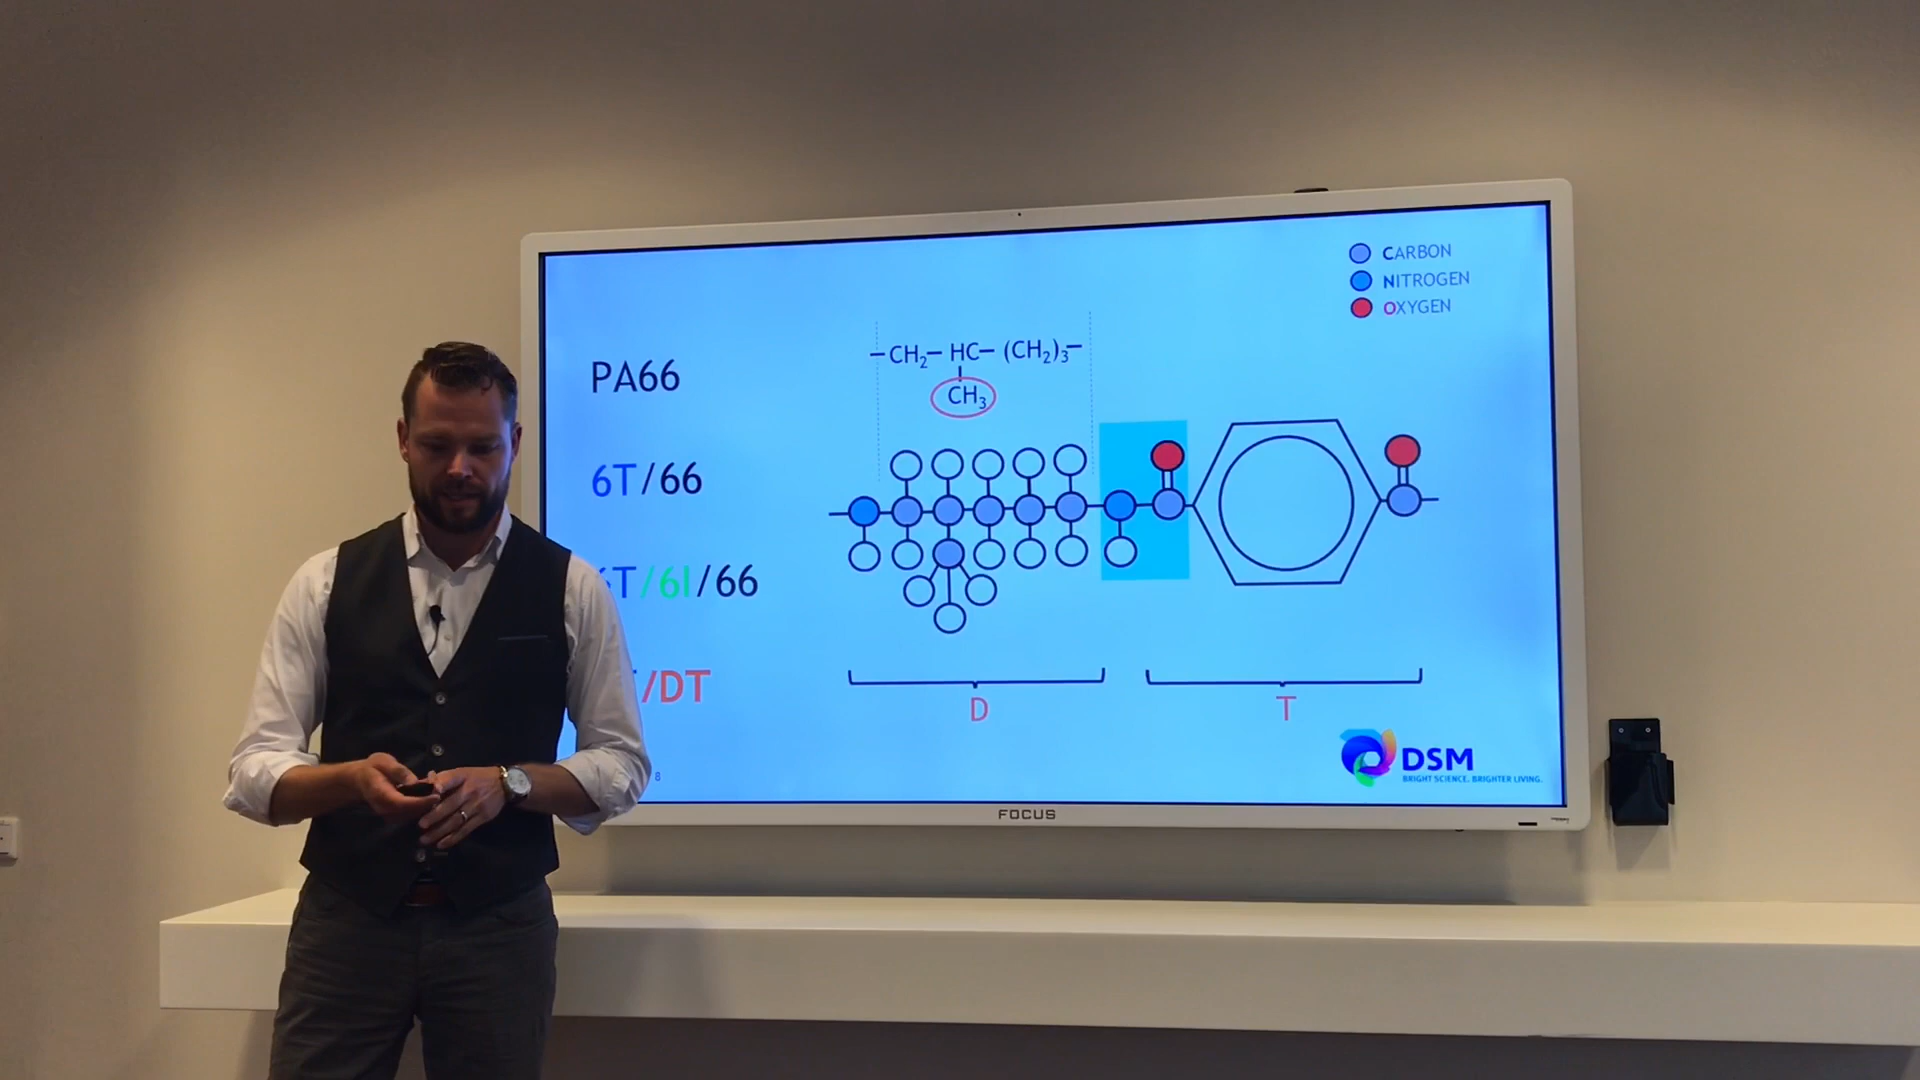 CARBON
NITROGEN
OXYGEN
–CH₂– HC– (CH₂)₃–
CH₃
PA66
6T/66
T/6I/66
/DT
D
T
8
DSM
BRIGHT SCIENCE. BRIGHTER LIVING.
FOCUS